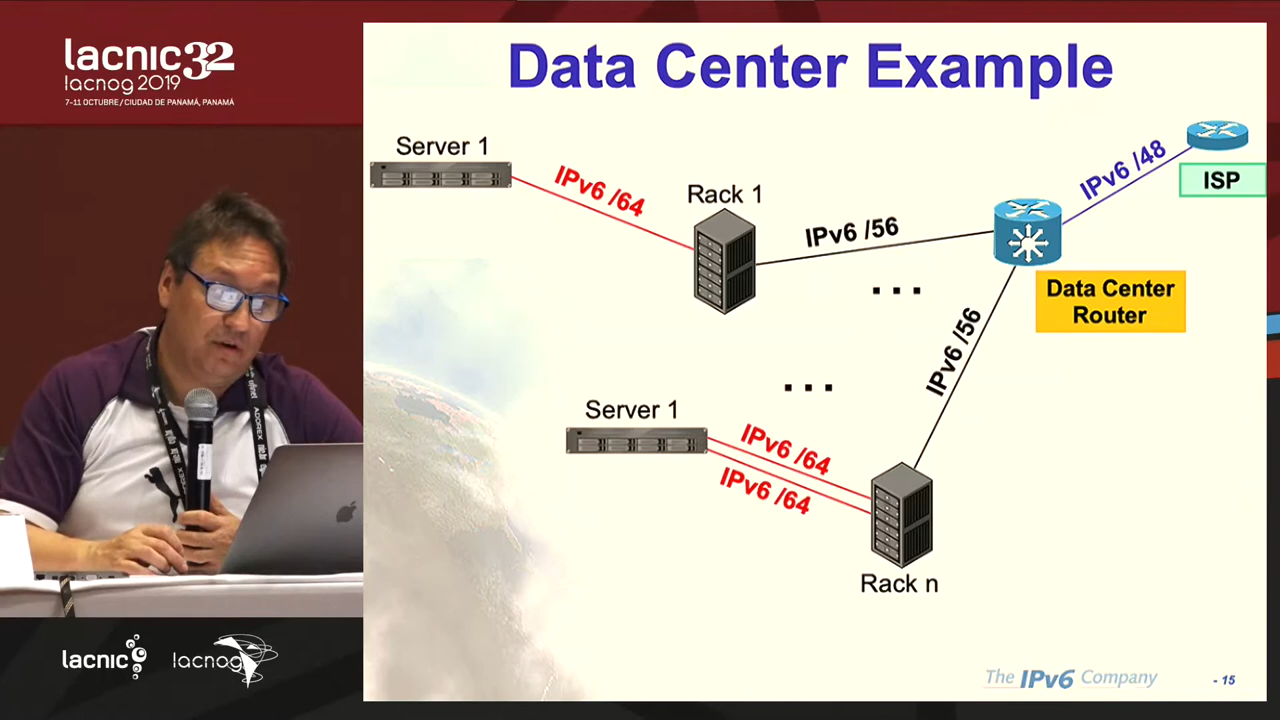 lacnic32
lacnog 2019
7-11 OCTUBRE / CIUDAD DE PANAMÁ, PANAMÁ
Data Center Example
Server 1
IPv6 /64
Rack 1
IPv6 /56
IPv6 /48
ISP
Data Center
Router
...
IPv6 /56
...
Server 1
IPv6 /64
IPv6 /64
Rack n
ADOREX
lacnic
lacnog
The IPv6 Company
- 15